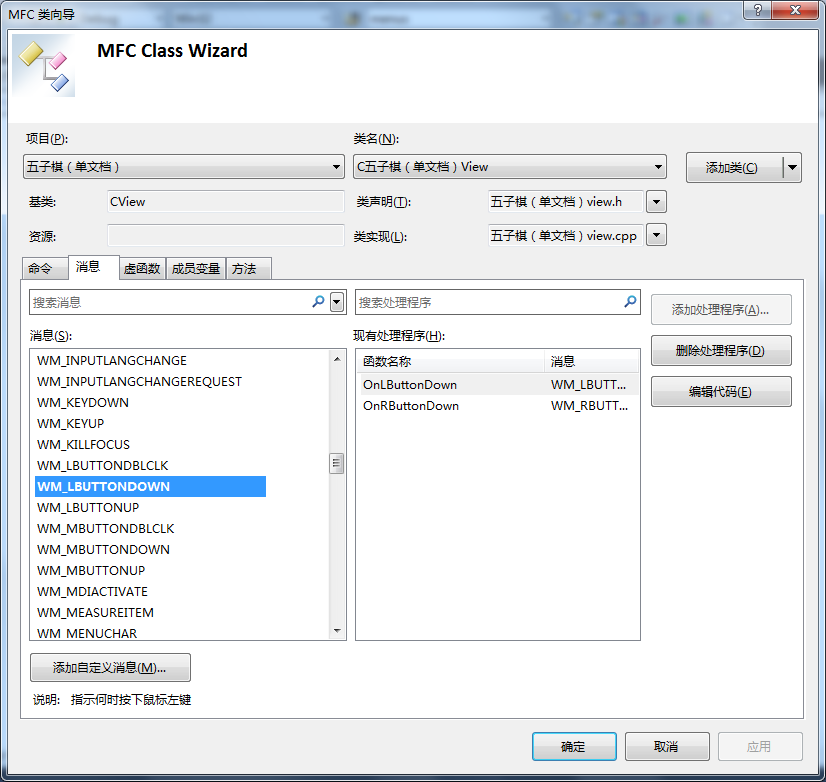 MFC 类向导
MFC Class Wizard
项目(P):
类名(N):
五子棋（单文档）
C五子棋（单文档）View
添加类(C)
基类:
CView
类声明(T):
五子棋（单文档）view.h
资源:
类实现(L):
五子棋（单文档）view.cpp
命令
消息
虚函数
成员变量
方法
搜索消息
搜索处理程序
添加处理程序(A)...
消息(S):
现有处理程序(H):
WM_INPUTLANGCHANGE
WM_INPUTLANGCHANGEREQUEST
WM_KEYDOWN
WM_KEYUP
WM_KILLFOCUS
WM_LBUTTONDBLCLK
WM_LBUTTONDOWN
WM_LBUTTONUP
WM_MBUTTONDBLCLK
WM_MBUTTONDOWN
WM_MBUTTONUP
WM_MDIACTIVATE
WM_MEASUREITEM
WM_MENUCHAR
函数名称 消息
OnLButtonDown WM_LBUTT...
OnRButtonDown WM_RBUTT...
删除处理程序(D)
编辑代码(E)
添加自定义消息(M)...
说明: 指示何时按下鼠标左键
确定
取消
应用